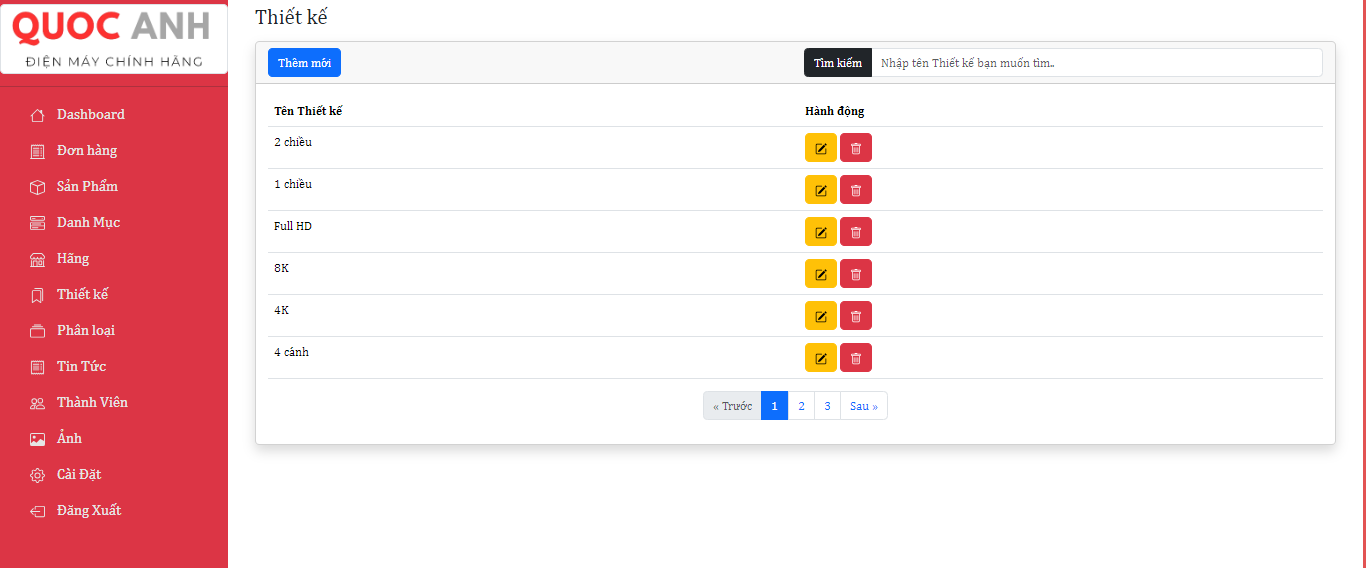 QUOC ANH
ĐIỆN MÁY CHÍNH HÃNG
Dashboard
Đơn hàng
Sản Phẩm
Danh Mục
Hãng
Thiết kế
Phân loại
Tin Tức
Thành Viên
Ảnh
Cài Đặt
Đăng Xuất
Thiết kế
Thêm mới
Tìm kiếm Nhập tên Thiết kế bạn muốn tìm..
Tên Thiết kế Hành động
2 chiều
1 chiều
Full HD
8K
4K
4 cánh
« Trước 1 2 3 Sau »